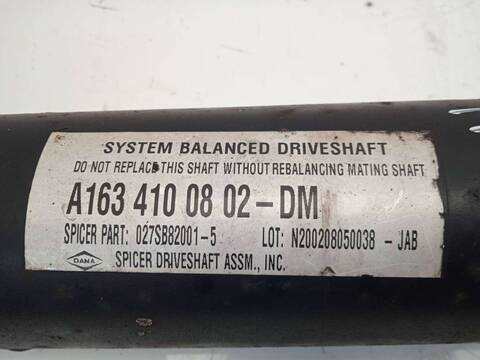 SYSTEM BALANCED DRIVESHAFT
DO NOT REPLACE THIS SHAFT WITHOUT REBALANCING MATING SHAFT
A163 410 08 02-DM
SPICER PART: 027SB82001-5 LOT: N200208050038 - JAB
DANA SPICER DRIVESHAFT ASSM., INC.